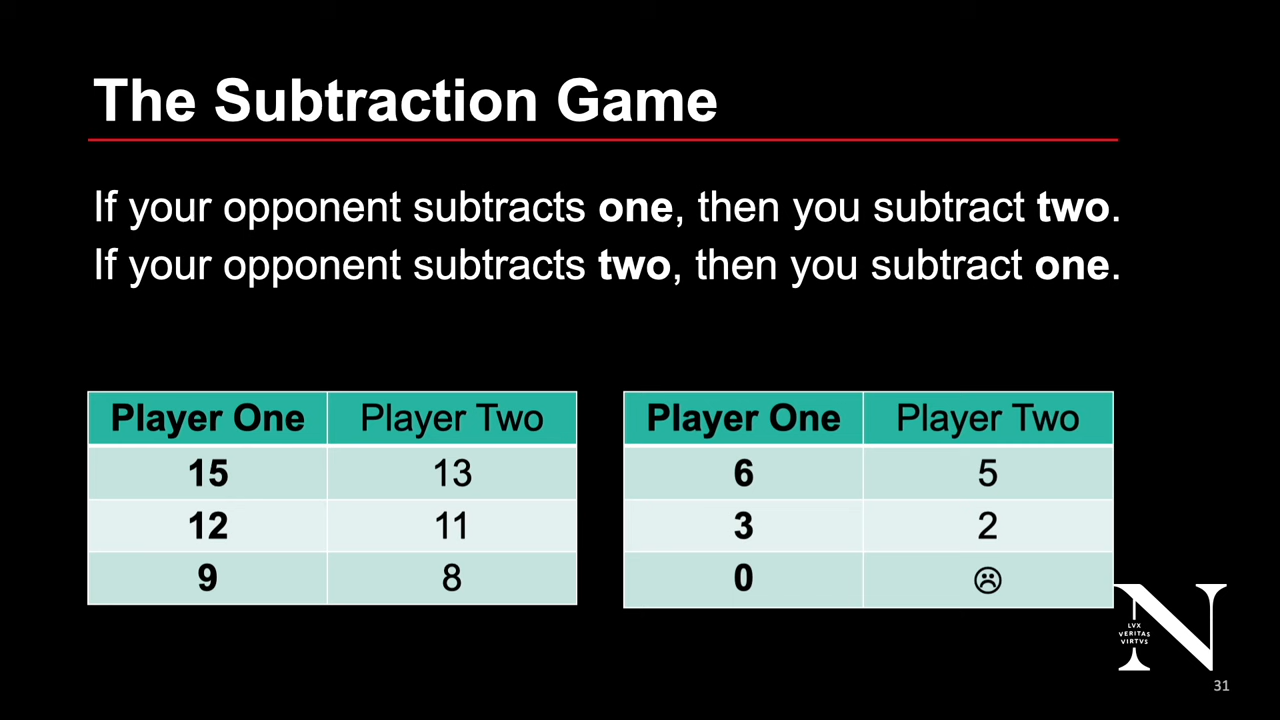 The Subtraction Game
If your opponent subtracts one, then you subtract two.
If your opponent subtracts two, then you subtract one.
Player One Player Two
15 13
12 11
9 8
Player One Player Two
6 5
3 2
0 ☹
N
LVX
VERITAS
VIRTVS
31